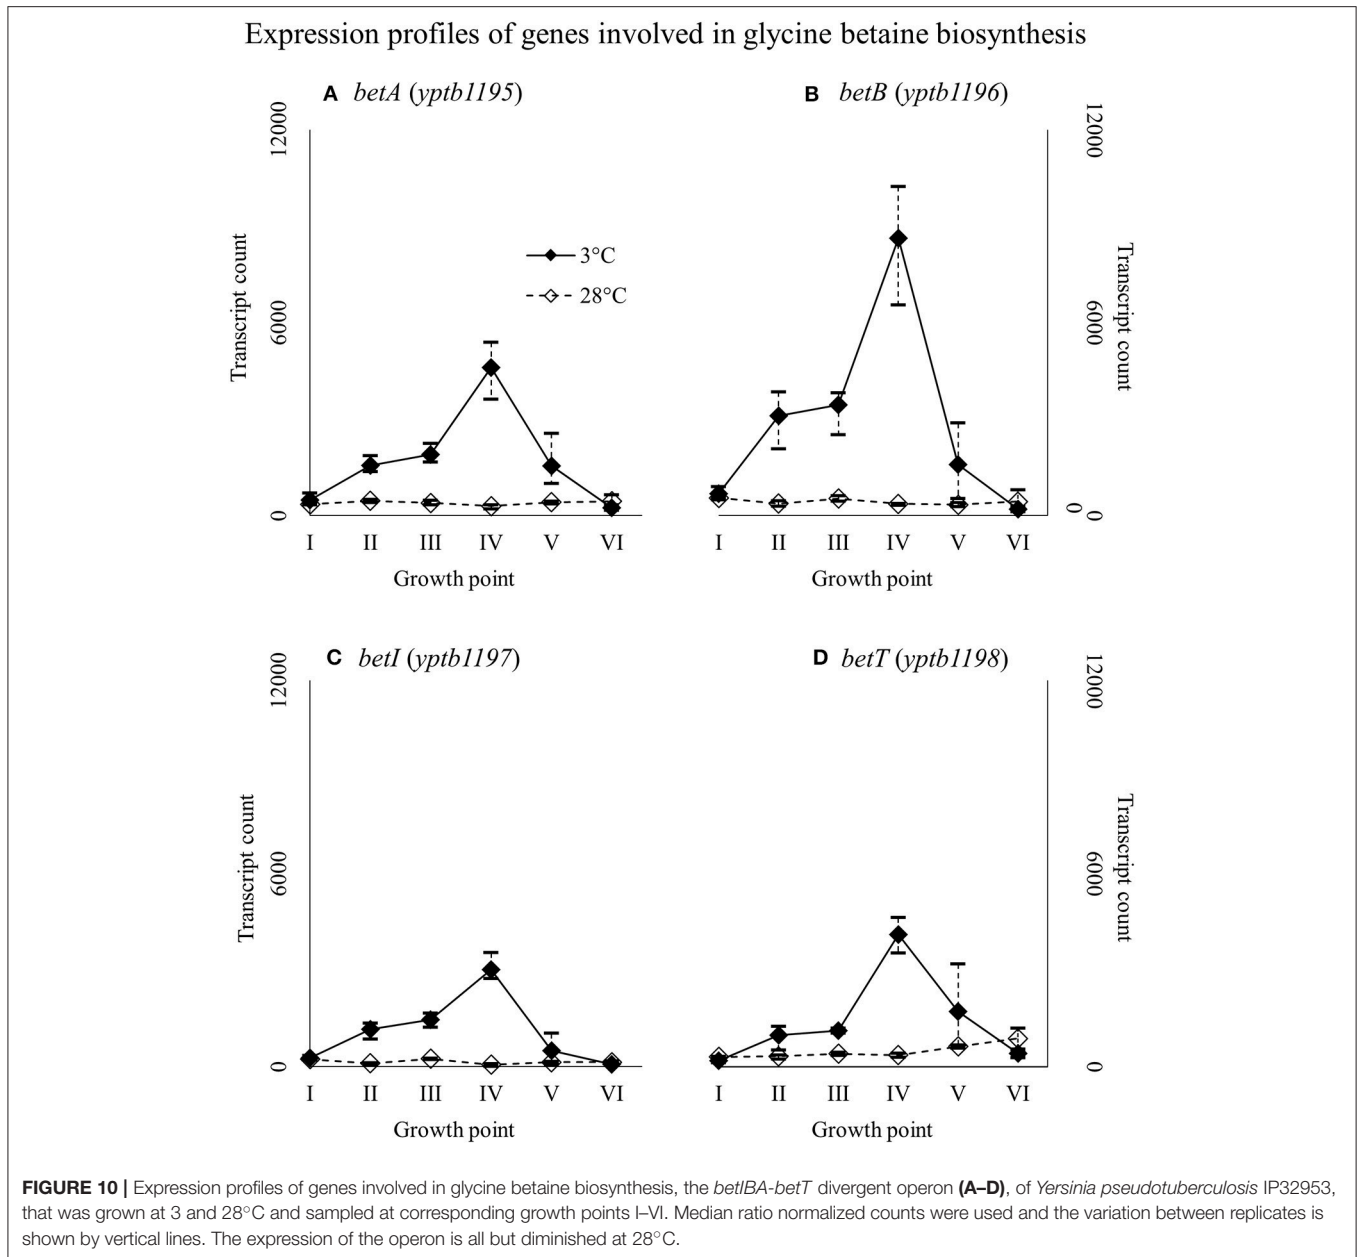 Expression profiles of genes involved in glycine betaine biosynthesis
A betA (yptb1195)
B betB (yptb1196)
12000
6000
0
Transcript count
3°C
28°C
12000
6000
0
0
Transcript count
I II III IV V VI
Growth point
I II III IV V VI
Growth point
C betI (yptb1197)
D betT (yptb1198)
12000
6000
0
Transcript count
12000
6000
0
Transcript count
I II III IV V VI
Growth point
I II III IV V VI
Growth point
FIGURE 10 | Expression profiles of genes involved in glycine betaine biosynthesis, the betIBA-betT divergent operon (A–D), of Yersinia pseudotuberculosis IP32953,
that was grown at 3 and 28°C and sampled at corresponding growth points I–VI. Median ratio normalized counts were used and the variation between replicates is
shown by vertical lines. The expression of the operon is all but diminished at 28°C.